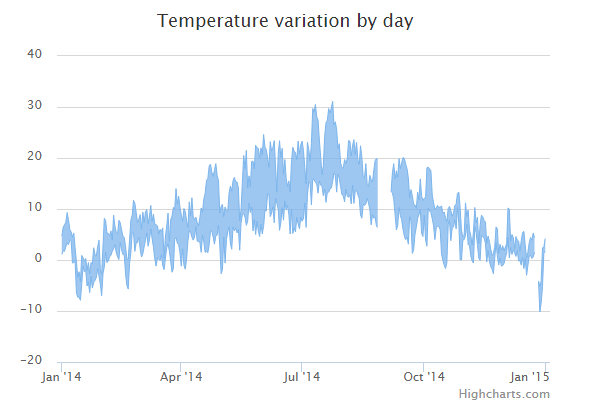 Temperature variation by day
40
30
20
10
0
-10
-20
Jan '14
Apr '14
Jul '14
Oct '14
Jan '15
Highcharts.com